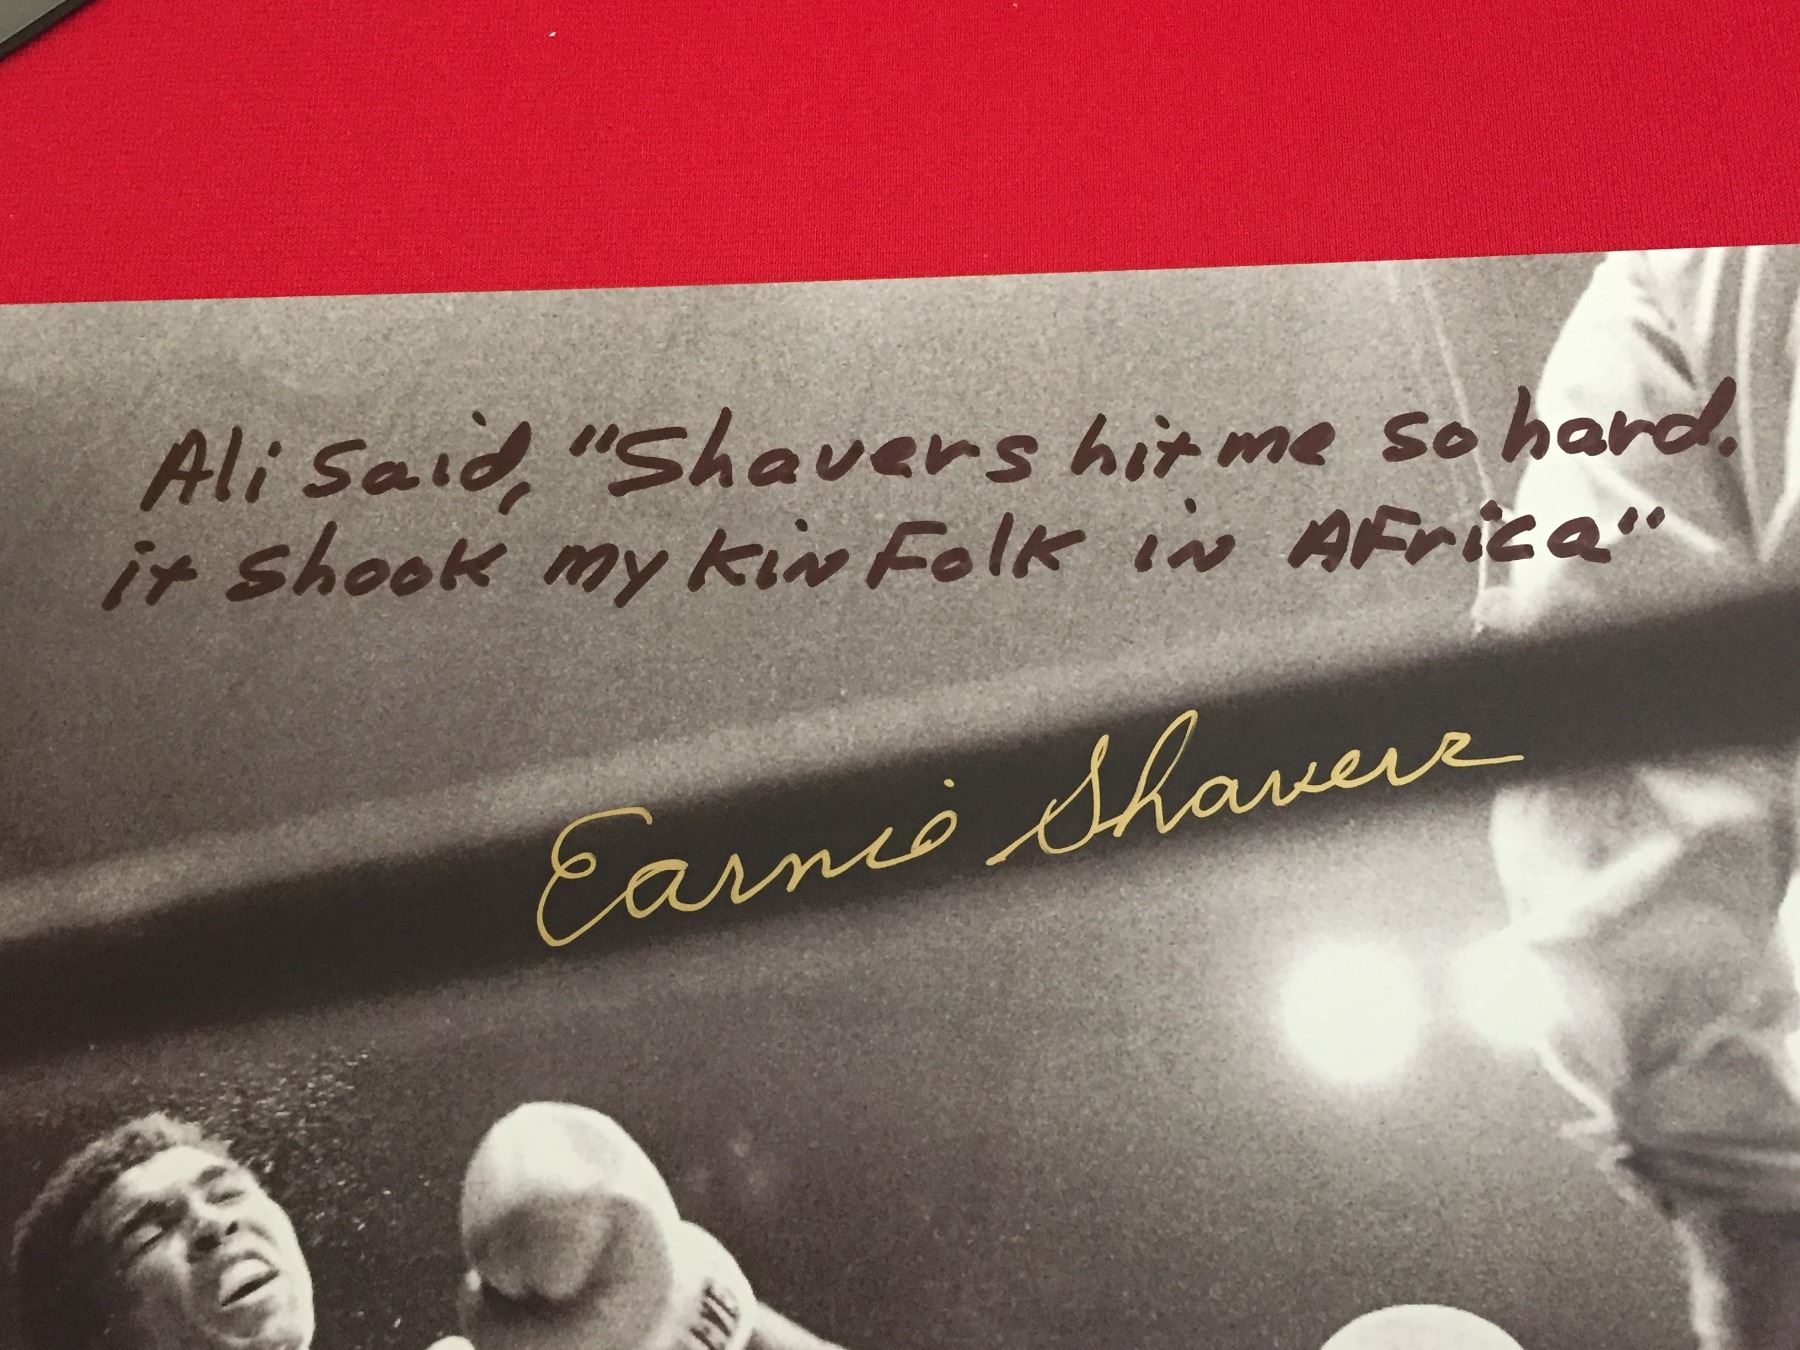 Ali Said, "Shavers hit me so hard.
it shook my kinFolk in AFrica"
Earnie Shavers